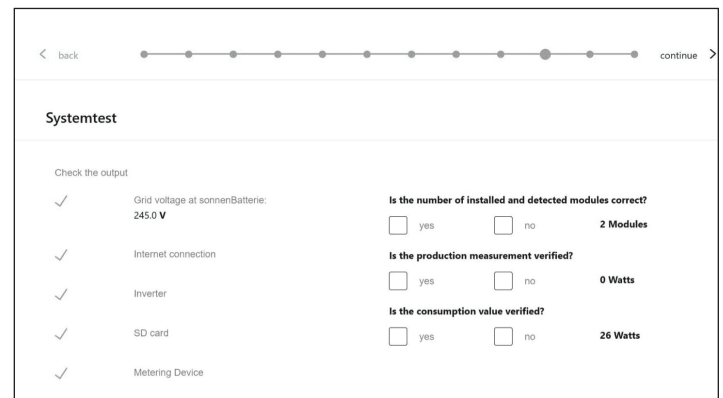 back
continue
Systemtest
Check the output
Grid voltage at sonnenBatterie:
245.0 V
Internet connection
Inverter
SD card
Metering Device
Is the number of installed and detected modules correct?
yes no 2 Modules
Is the production measurement verified?
yes no 0 Watts
Is the consumption value verified?
yes no 26 Watts